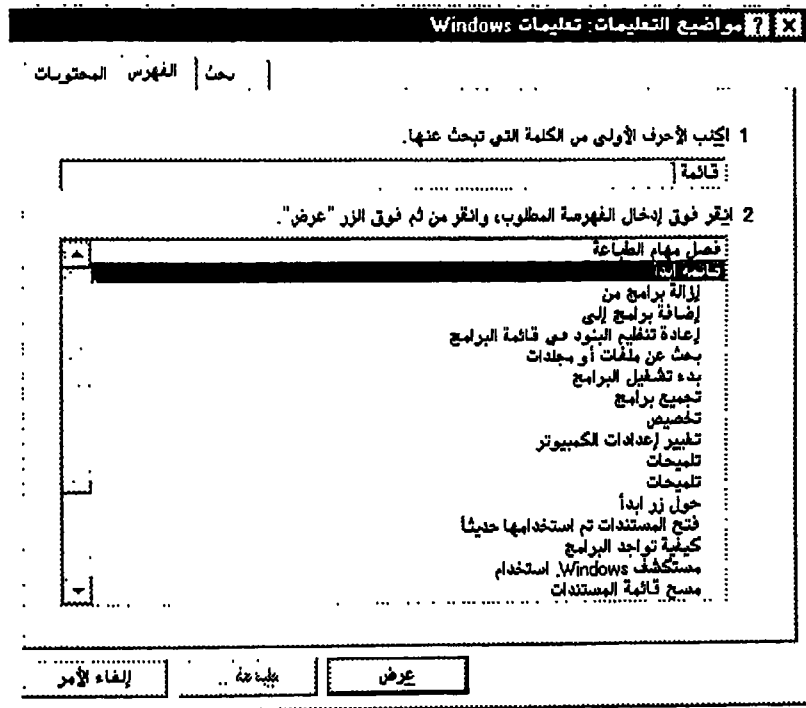 مواضيع التعليمات: تعليمات Windows
المحتويات الفهرس بحث
1 اكتب الأحرف الأولى من الكلمة التي تبحث عنها.
قائمة
2 انقر فوق إدخال الفهرسة المطلوب، وانقر من ثم فوق الزر "عرض".
فصل مهام الطباعة
قائمة ابدأ
إزالة برامج من
إضافة برامج إلى
إعادة تنظيم البنود في قائمة البرامج
بحث عن ملفات أو مجلدات
بدء تشغيل البرامج
تجميع برامج
تخصيص
تغيير إعدادات الكمبيوتر
تلميحات
تلميحات
حول زر ابدأ
فتح المستندات تم استخدامها حديثاً
كيفية تواجد البرامج
مستكشف Windows. استخدام
مسح قائمة المستندات
عرض طباعة .. إلغاء الأمر